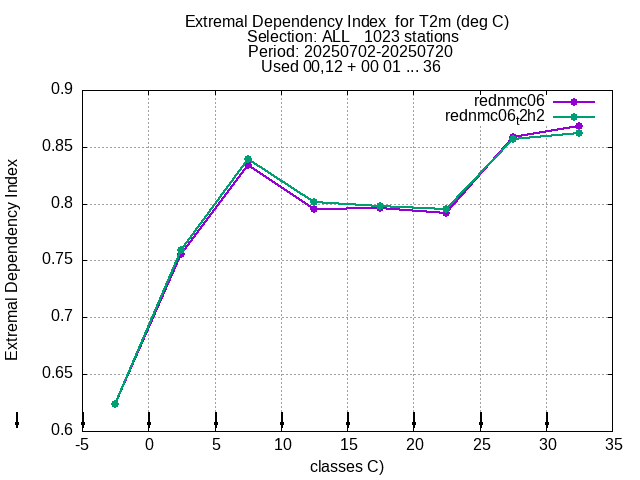 Extremal Dependency Index  for T2m (deg C)
Selection: ALL   1023 stations
Period: 20250702-20250720
Used 00,12 + 00 01 ... 36
rednmc06
rednmc06t2h2
Extremal Dependency Index
0.9
0.85
0.8
0.75
0.7
0.65
0.6
-5 0 5 10 15 20 25 30 35
classes C)